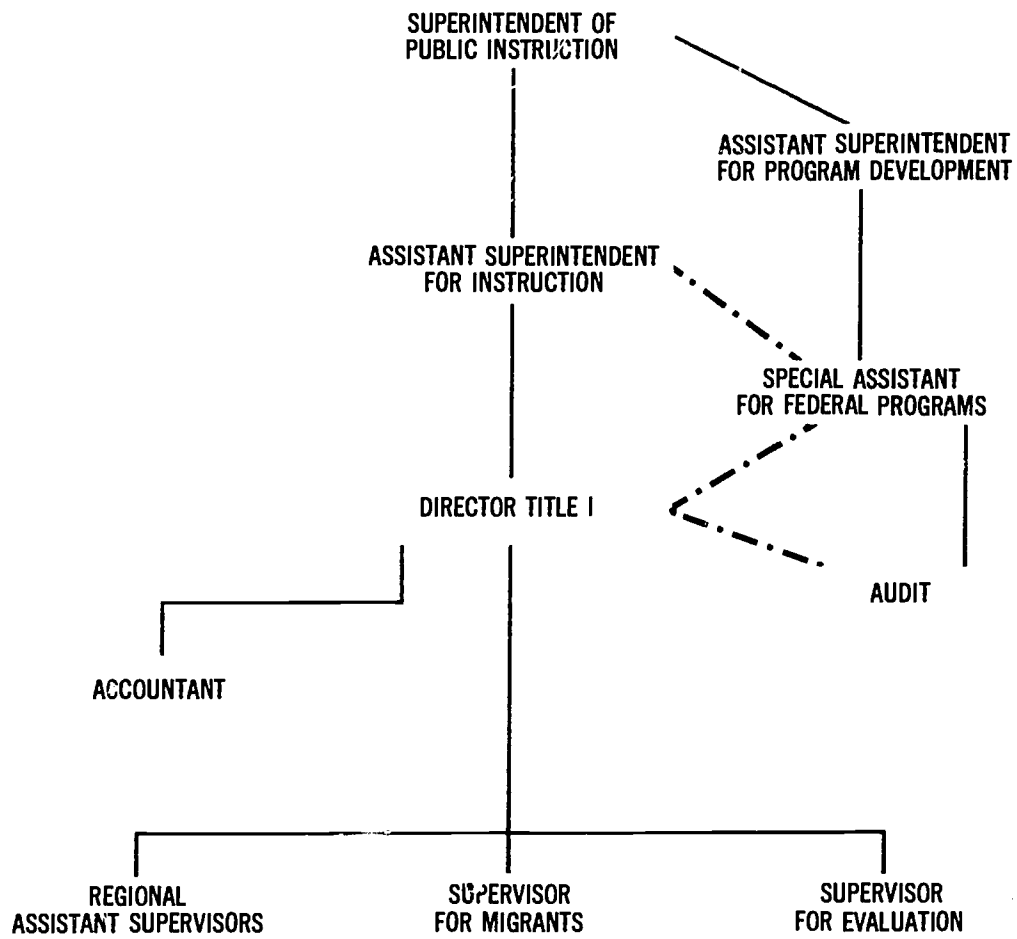 SUPERINTENDENT OF
PUBLIC INSTRUCTION
ASSISTANT SUPERINTENDENT
FOR PROGRAM DEVELOPMENT
ASSISTANT SUPERINTENDENT
FOR INSTRUCTION
SPECIAL ASSISTANT
FOR FEDERAL PROGRAMS
DIRECTOR TITLE I
AUDIT
ACCOUNTANT
REGIONAL
ASSISTANT SUPERVISORS
SUPERVISOR
FOR MIGRANTS
SUPERVISOR
FOR EVALUATION